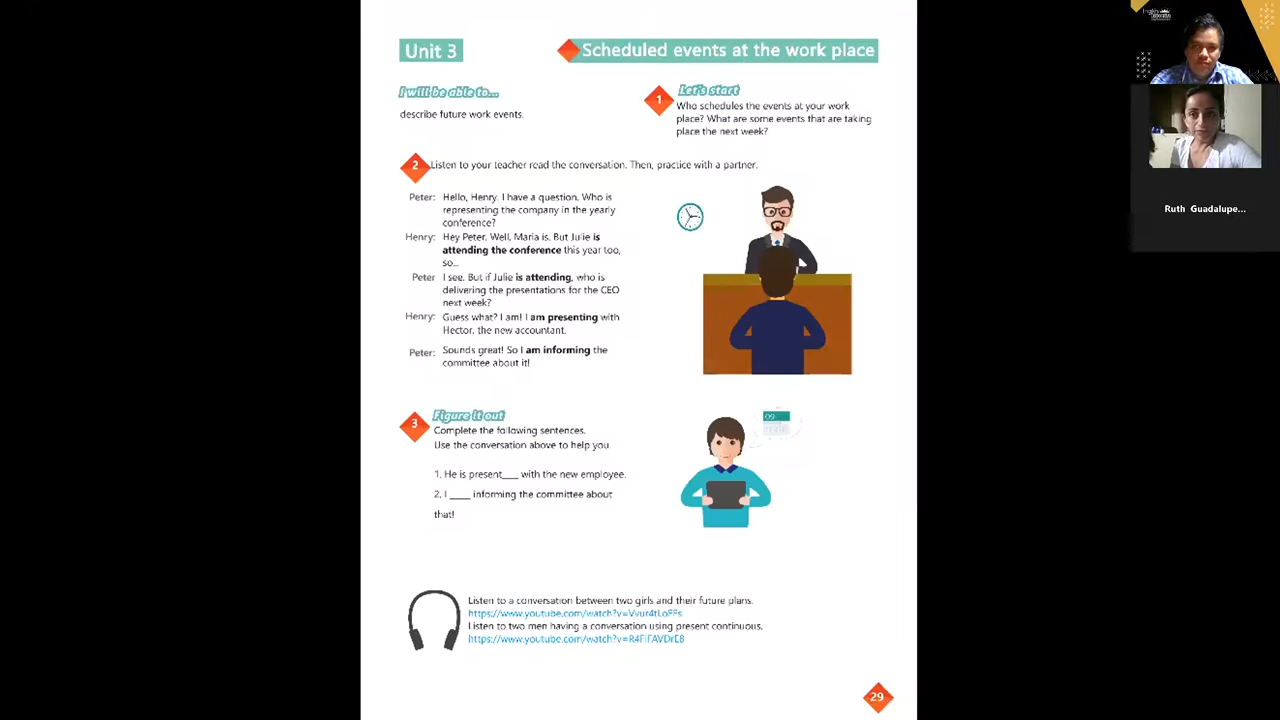 Unit 3
Scheduled events at the work place
I will be able to...
describe future work events.
1
Let's start
Who schedules the events at your work
place? What are some events that are taking
place the next week?
2
Listen to your teacher read the conversation. Then, practice with a partner.
Peter: Hello, Henry. I have a question. Who is
representing the company in the yearly
conference?
Henry: Hey Peter. Well, Maria is. But Julie is
attending the conference this year too,
so...
Peter I see. But if Julie is attending, who is
delivering the presentations for the CEO
next week?
Henry: Guess what? I am! I am presenting with
Hector, the new accountant.
Peter: Sounds great! So I am informing the
committee about it!
3
Figure it out
Complete the following sentences.
Use the conversation above to help you
1. He is present___ with the new employee.
2. I ____ informing the committee about
that!
09
Listen to a conversation between two girls and their future plans.
Listen to two men having a conversation using present continuous.
29
Ruth Guadalupe...